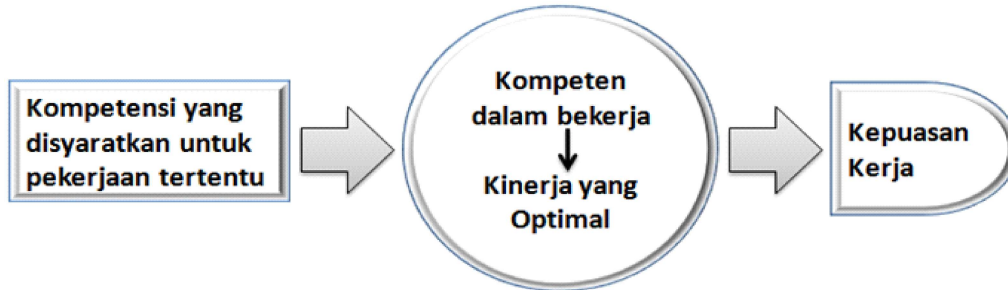 Kompetensi yang
disyaratkan untuk
pekerjaan tertentu
Kompeten
dalam bekerja
Kinerja yang
Optimal
Kepuasan
Kerja